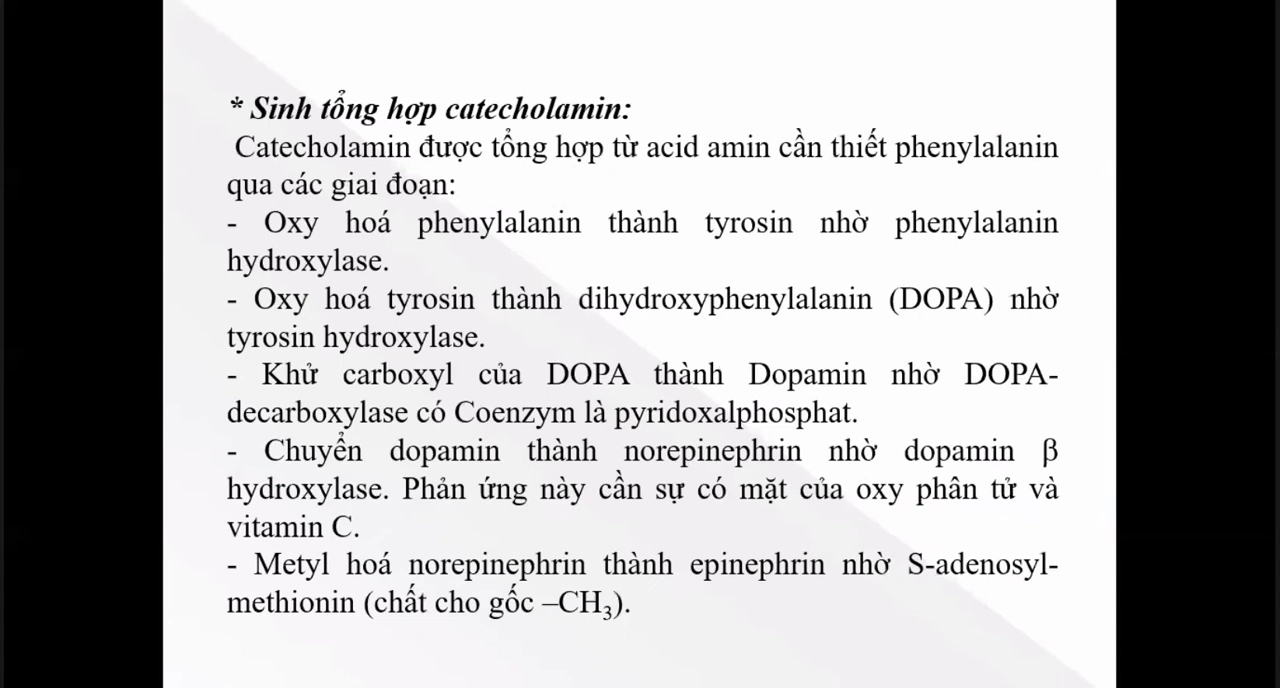 * Sinh tổng hợp catecholamin:
Catecholamin được tổng hợp từ acid amin cần thiết phenylalanin
qua các giai đoạn:
- Oxy hoá phenylalanin thành tyrosin nhờ phenylalanin
hydroxylase.
- Oxy hoá tyrosin thành dihydroxyphenylalanin (DOPA) nhờ
tyrosin hydroxylase.
- Khử carboxyl của DOPA thành Dopamin nhờ DOPA-
decarboxylase có Coenzym là pyridoxalphosphat.
- Chuyển dopamin thành norepinephrin nhờ dopamin β
hydroxylase. Phản ứng này cần sự có mặt của oxy phân tử và
vitamin C.
- Metyl hoá norepinephrin thành epinephrin nhờ S-adenosyl-
methionin (chất cho gốc –CH₃).